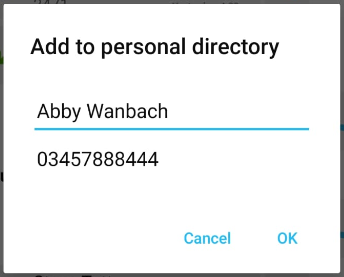 Add to personal directory
Abby Wanbach
03457888444
Cancel OK